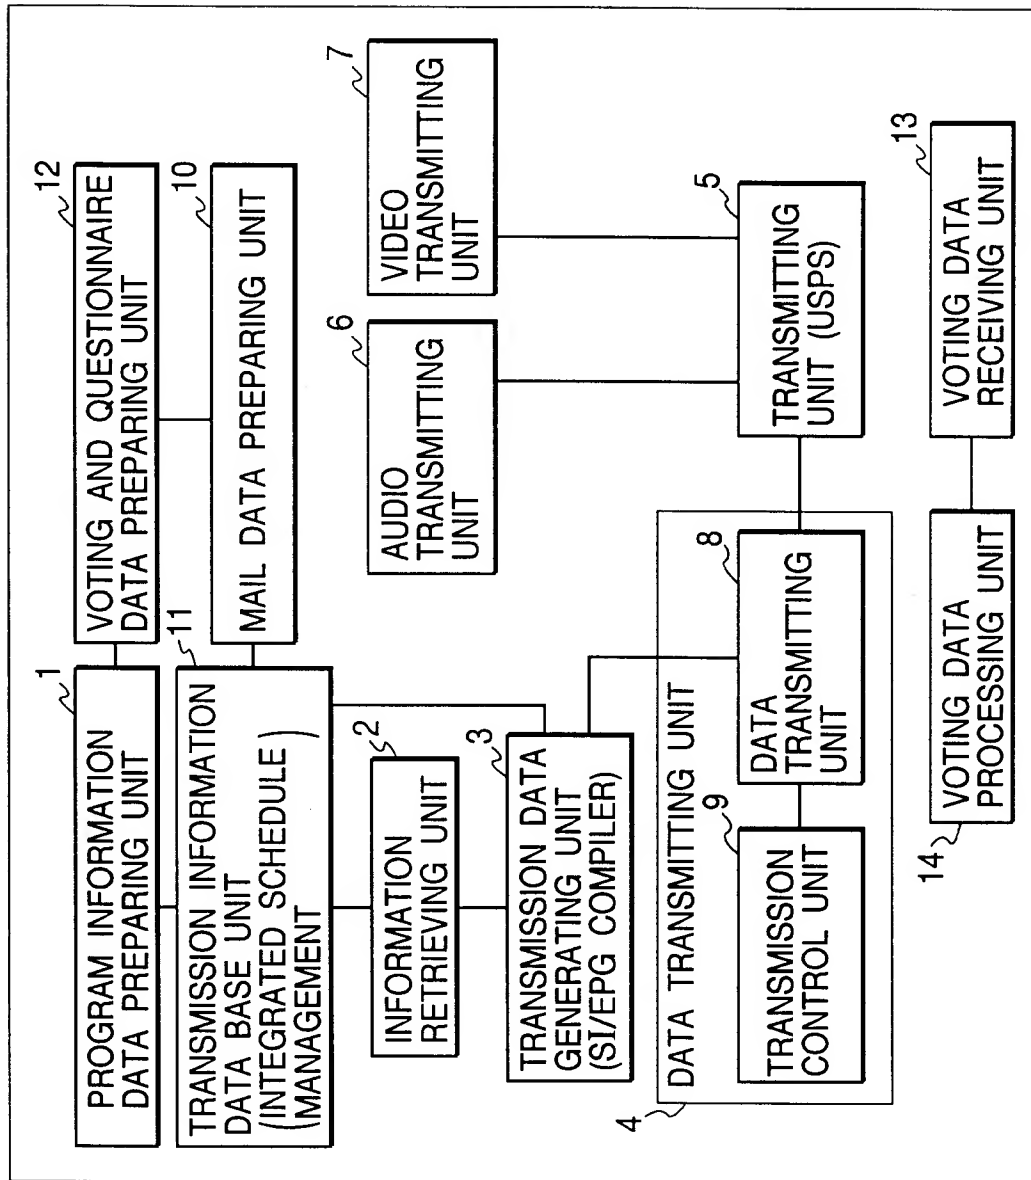 1
PROGRAM INFORMATION
DATA PREPARING UNIT
12
VOTING AND QUESTIONNAIRE
DATA PREPARING UNIT
11
TRANSMISSION INFORMATION
DATA BASE UNIT
(INTEGRATED SCHEDULE)
(MANAGEMENT)
10
MAIL DATA PREPARING UNIT
2
INFORMATION
RETRIEVING UNIT
6
AUDIO
TRANSMITTING
UNIT
7
VIDEO
TRANSMITTING
UNIT
3
TRANSMISSION DATA
GENERATING UNIT
(SI/EPG COMPILER)
4
DATA TRANSMITTING UNIT
9
TRANSMISSION
CONTROL UNIT
8
DATA
TRANSMITTING
UNIT
5
TRANSMITTING
UNIT (USPS)
14
VOTING DATA
PROCESSING UNIT
13
VOTING DATA
RECEIVING UNIT